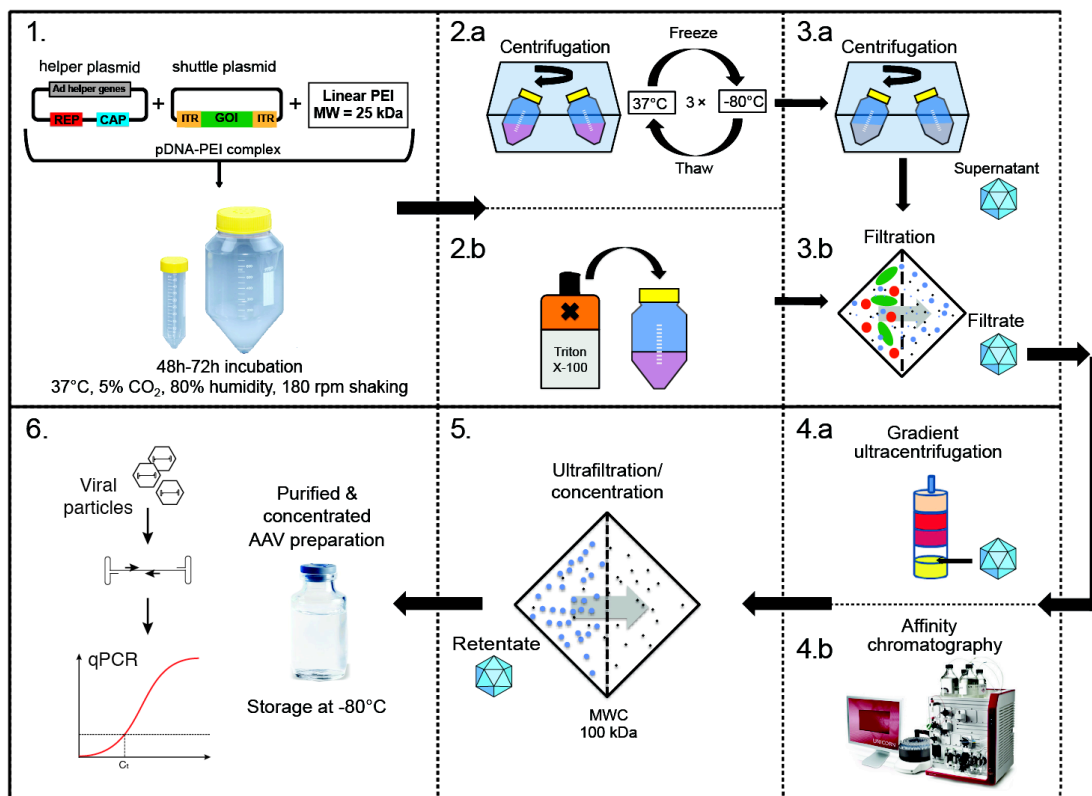 1.
helper plasmid
shuttle plasmid
Ad helper genes
REP
CAP
+
ITR
GOI
ITR
+
Linear PEI
MW = 25 kDa
pDNA-PEI complex
48h-72h incubation
37°C, 5% CO₂, 80% humidity, 180 rpm shaking
2.a
Centrifugation
Freeze
37°C
3 ×
-80°C
Thaw
2.b
Triton
X-100
3.a
Centrifugation
Supernatant
3.b
Filtration
Filtrate
4.a
Gradient
ultracentrifugation
4.b
Affinity
chromatography
UNICORN
5.
Ultrafiltration/
concentration
Retentate
MWC
100 kDa
6.
Viral
particles
qPCR
Cₜ
Purified &
concentrated
AAV preparation
Storage at -80°C